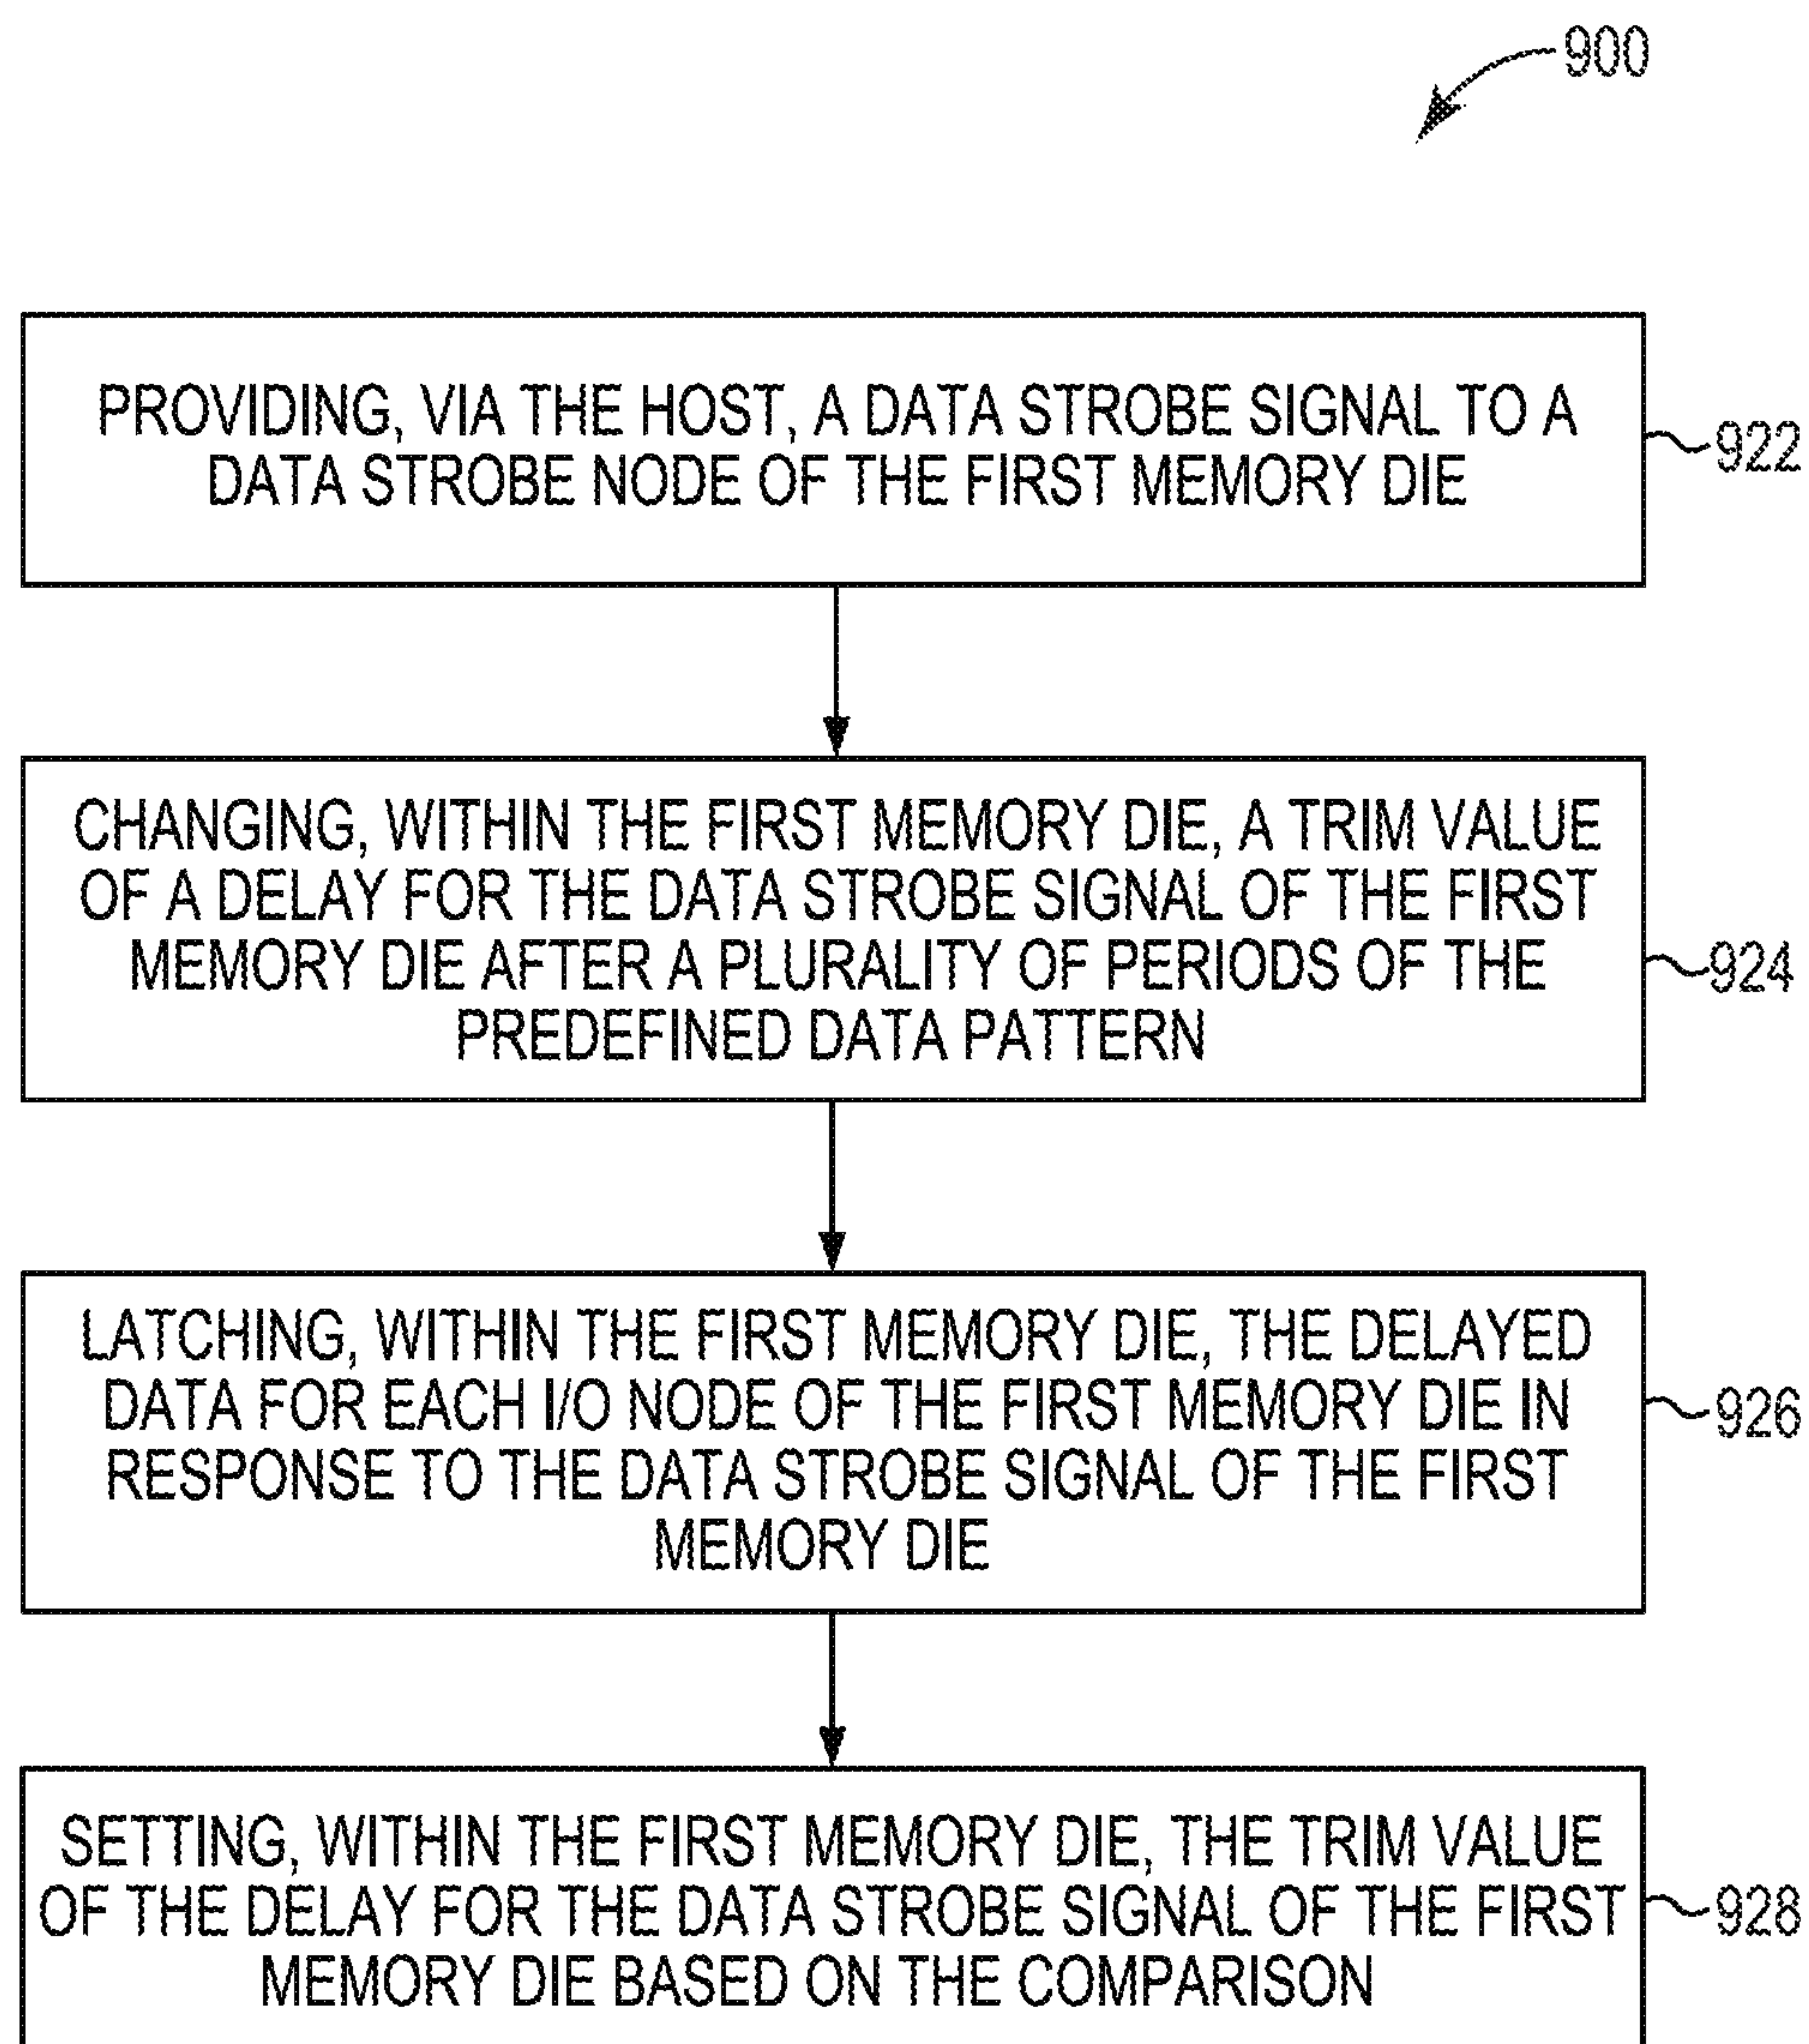 900
PROVIDING, VIA THE HOST, A DATA STROBE SIGNAL TO A
DATA STROBE NODE OF THE FIRST MEMORY DIE
922
CHANGING, WITHIN THE FIRST MEMORY DIE, A TRIM VALUE
OF A DELAY FOR THE DATA STROBE SIGNAL OF THE FIRST
MEMORY DIE AFTER A PLURALITY OF PERIODS OF THE
PREDEFINED DATA PATTERN
924
LATCHING, WITHIN THE FIRST MEMORY DIE, THE DELAYED
DATA FOR EACH I/O NODE OF THE FIRST MEMORY DIE IN
RESPONSE TO THE DATA STROBE SIGNAL OF THE FIRST
MEMORY DIE
926
SETTING, WITHIN THE FIRST MEMORY DIE, THE TRIM VALUE
OF THE DELAY FOR THE DATA STROBE SIGNAL OF THE FIRST
MEMORY DIE BASED ON THE COMPARISON
928